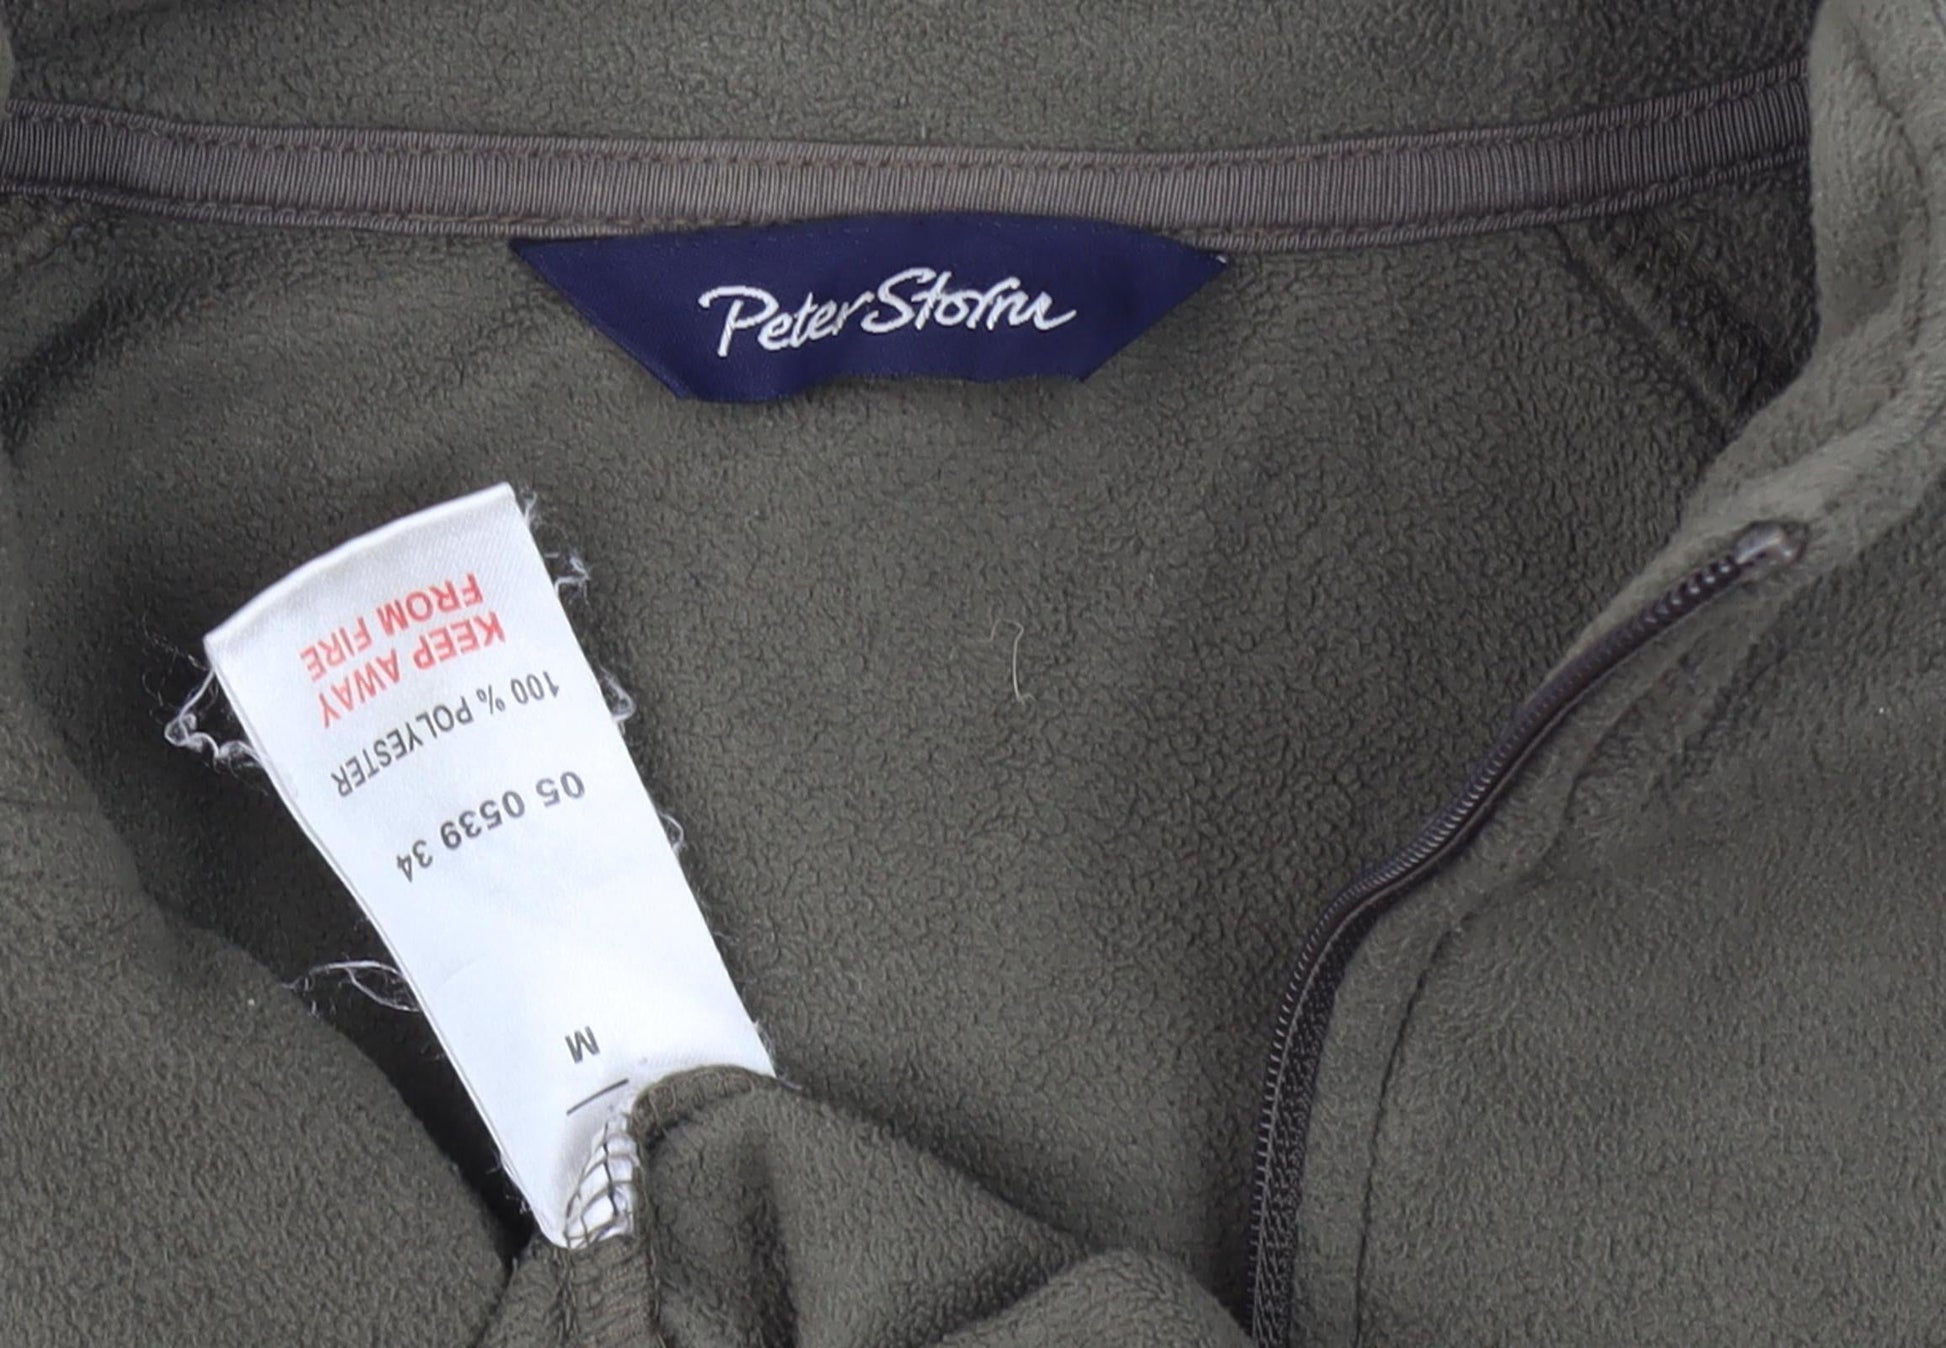 Peter Storm
M
05 0539 34
100 % POLYESTER
KEEP AWAY
FROM FIRE